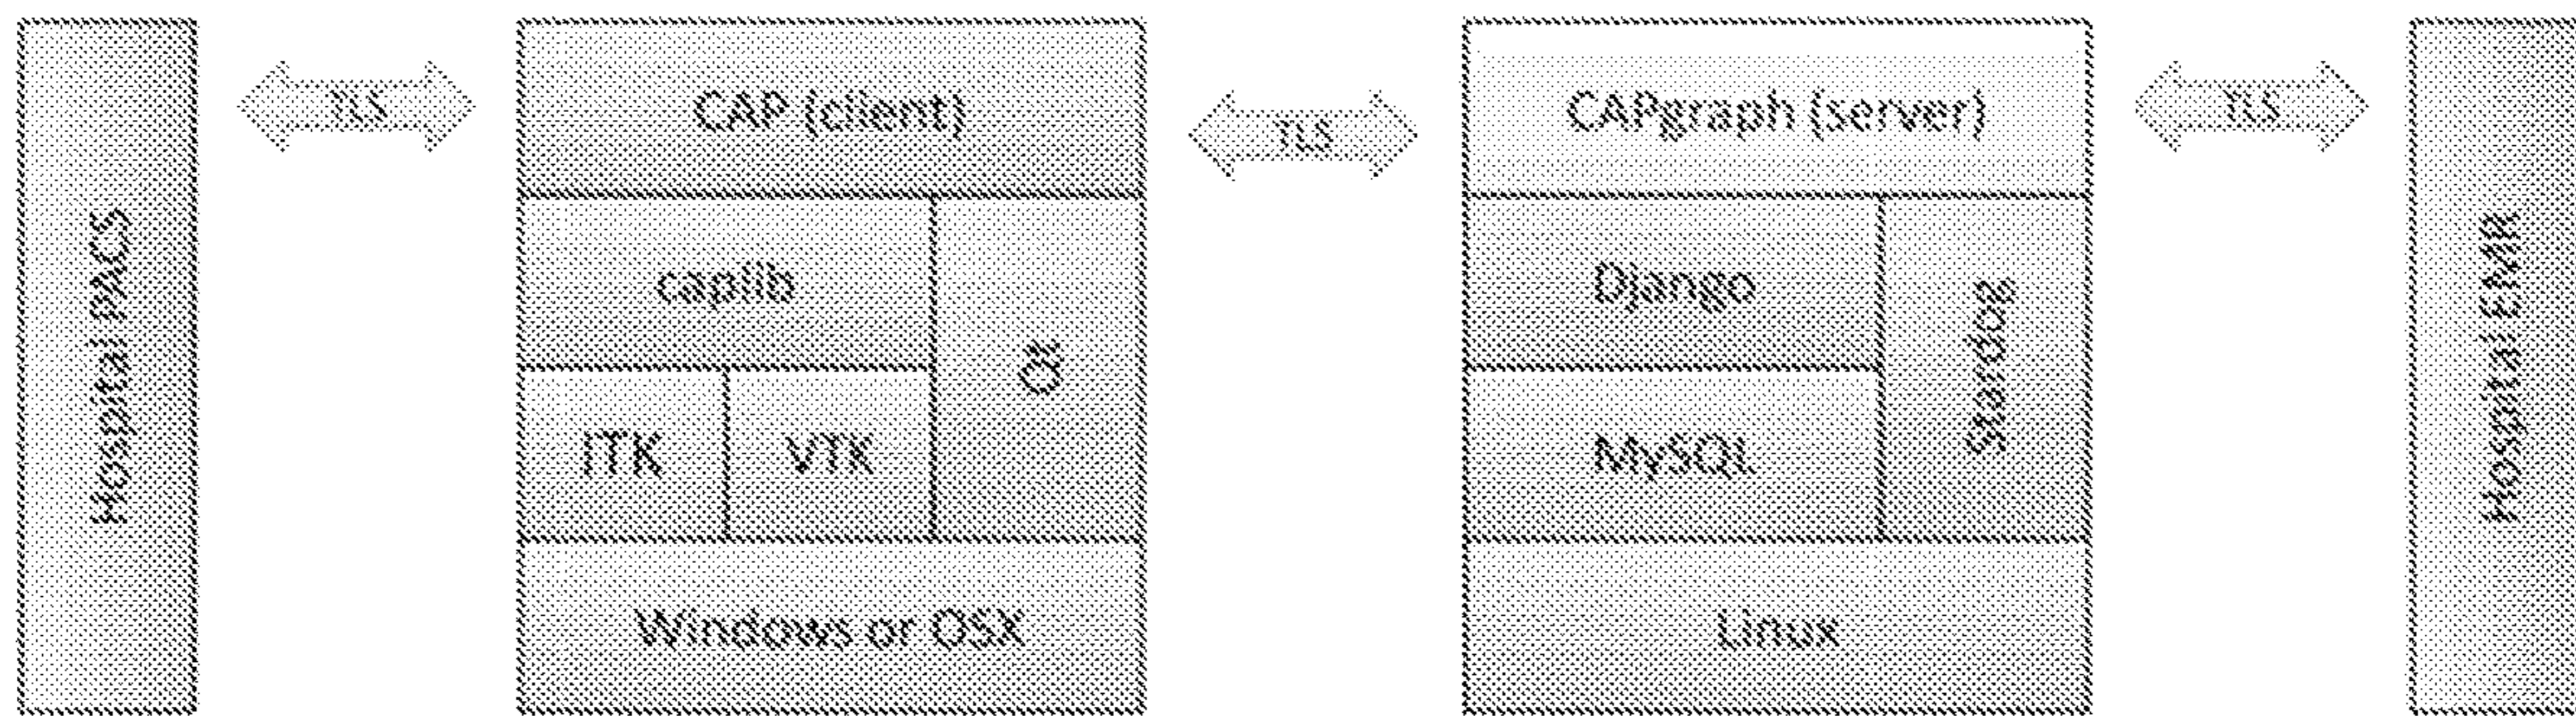 Hospital PACS
TLS
CAP (client)
caplib
Qt
ITK
VTK
Windows or OSX
TLS
CAPgraph (server)
Django
Stardog
MySQL
Linux
TLS
Hospital EMR